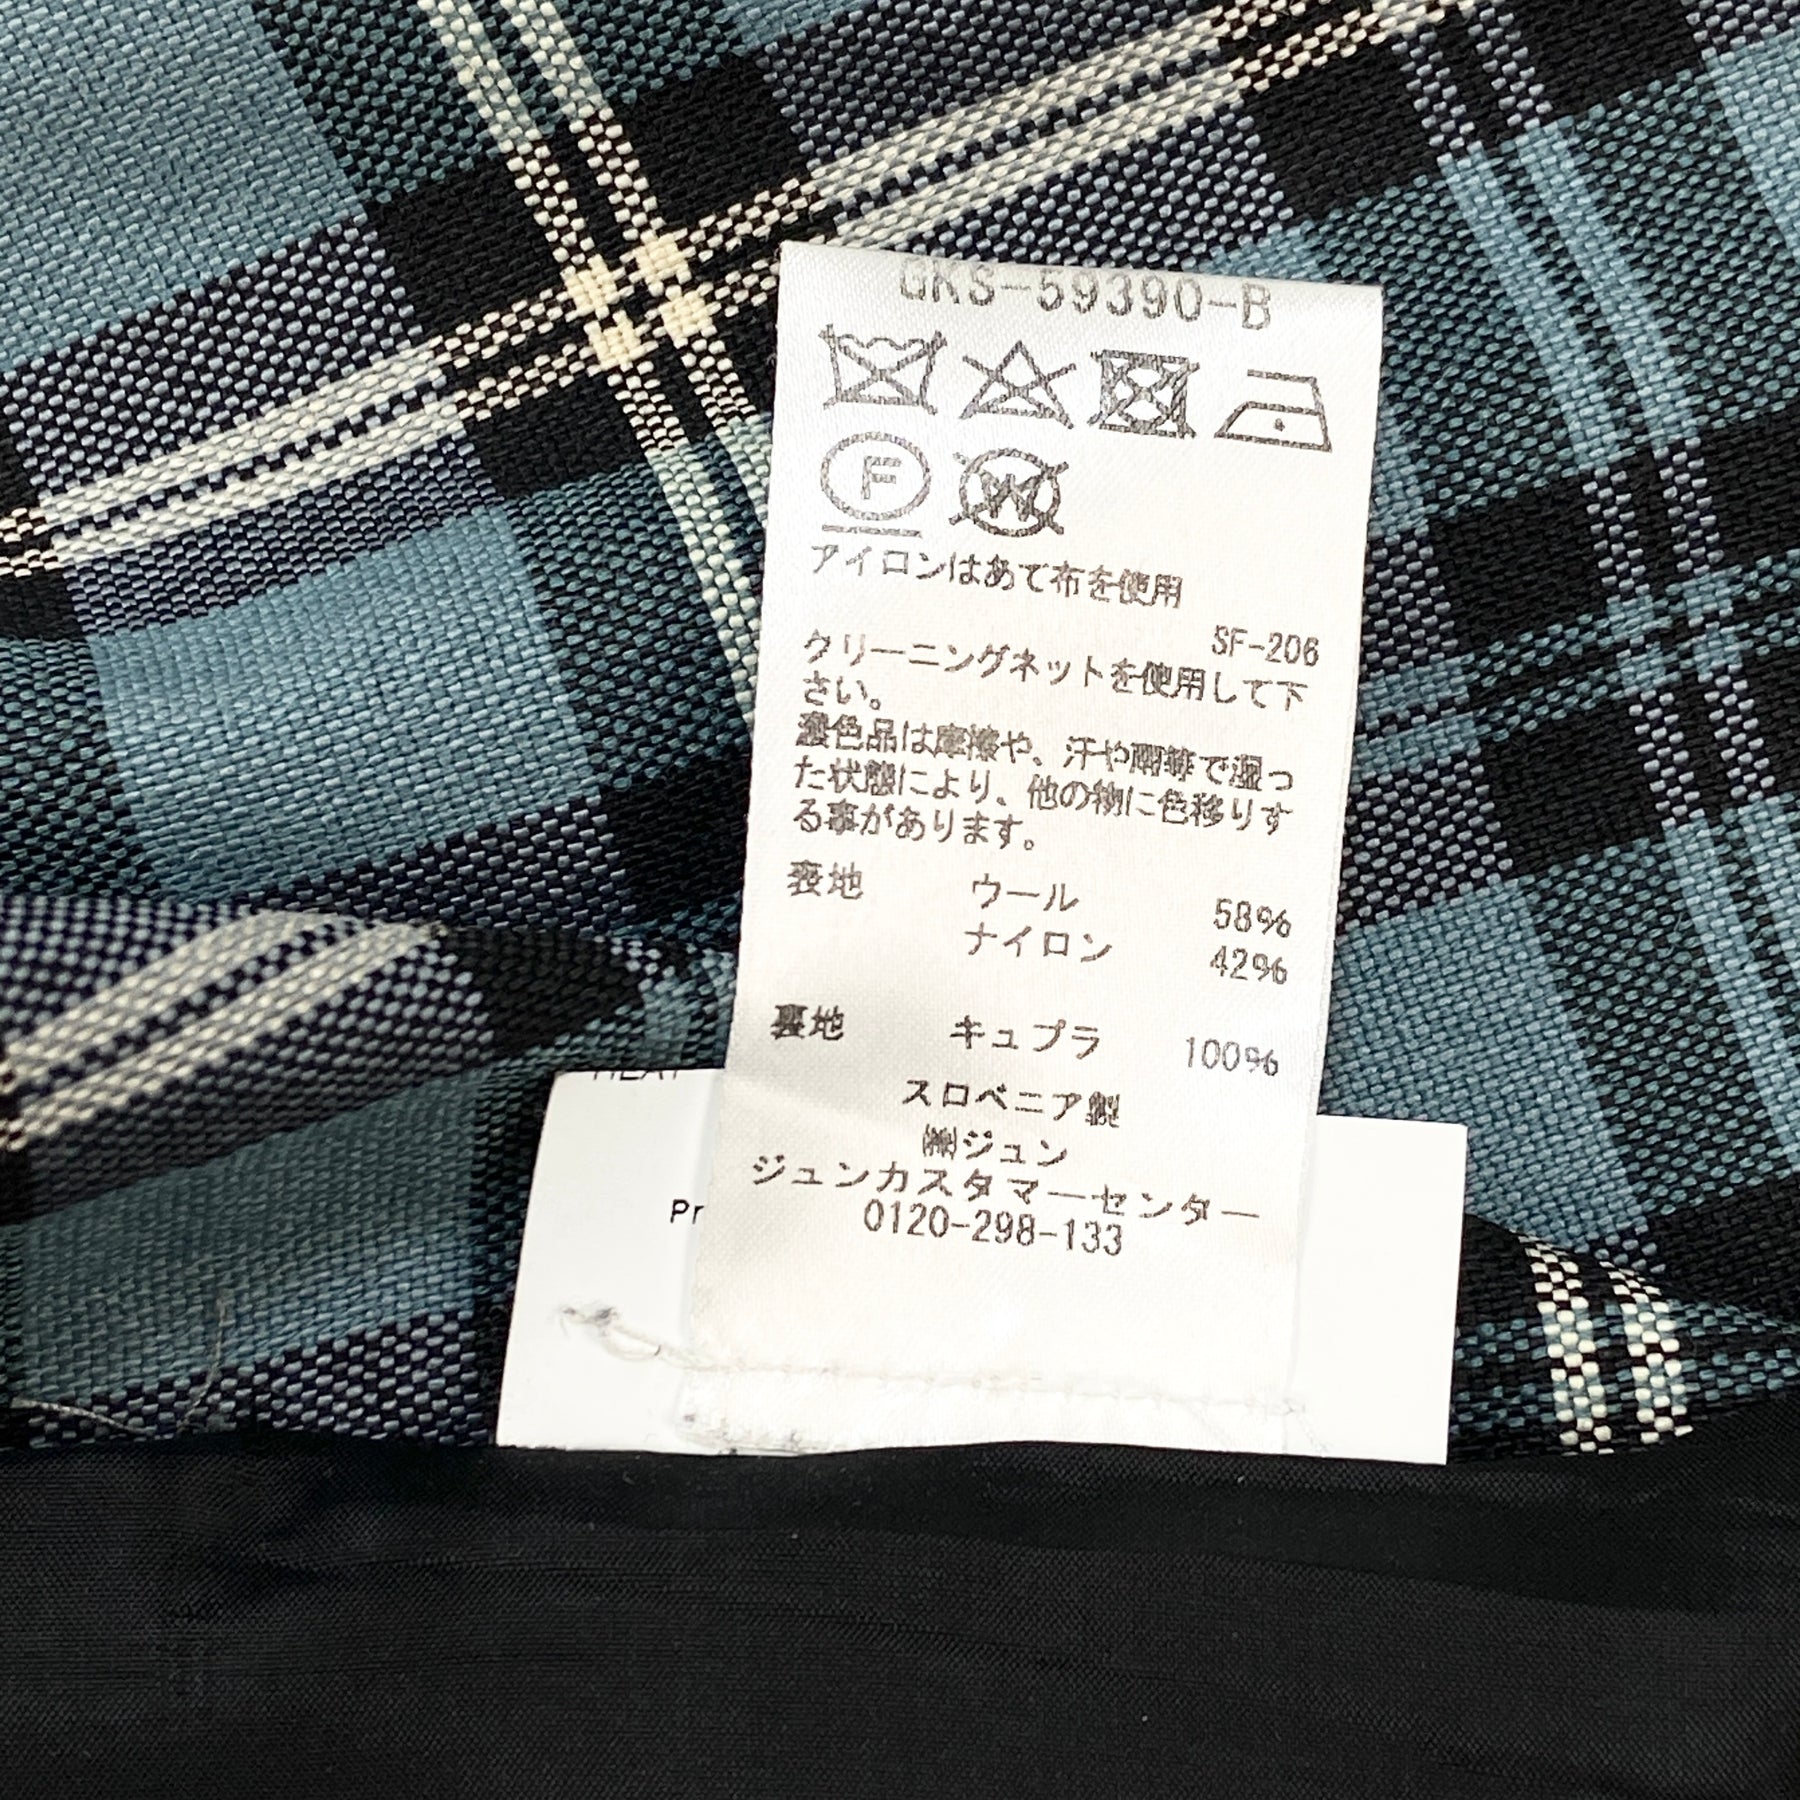 GKS-59390-B
F
W
アイロンはあて布を使用
SF-206
クリーニングネットを使用して下
さい。
濃色品は摩擦や、汗や雨等で湿っ
た状態により、他の物に色移りす
る事があります。
表地 ウール 58%
ナイロン 42%
裏地 キュプラ 100%
スロベニア製
㈱ジュン
ジュンカスタマーセンター
0120-298-133
Pr